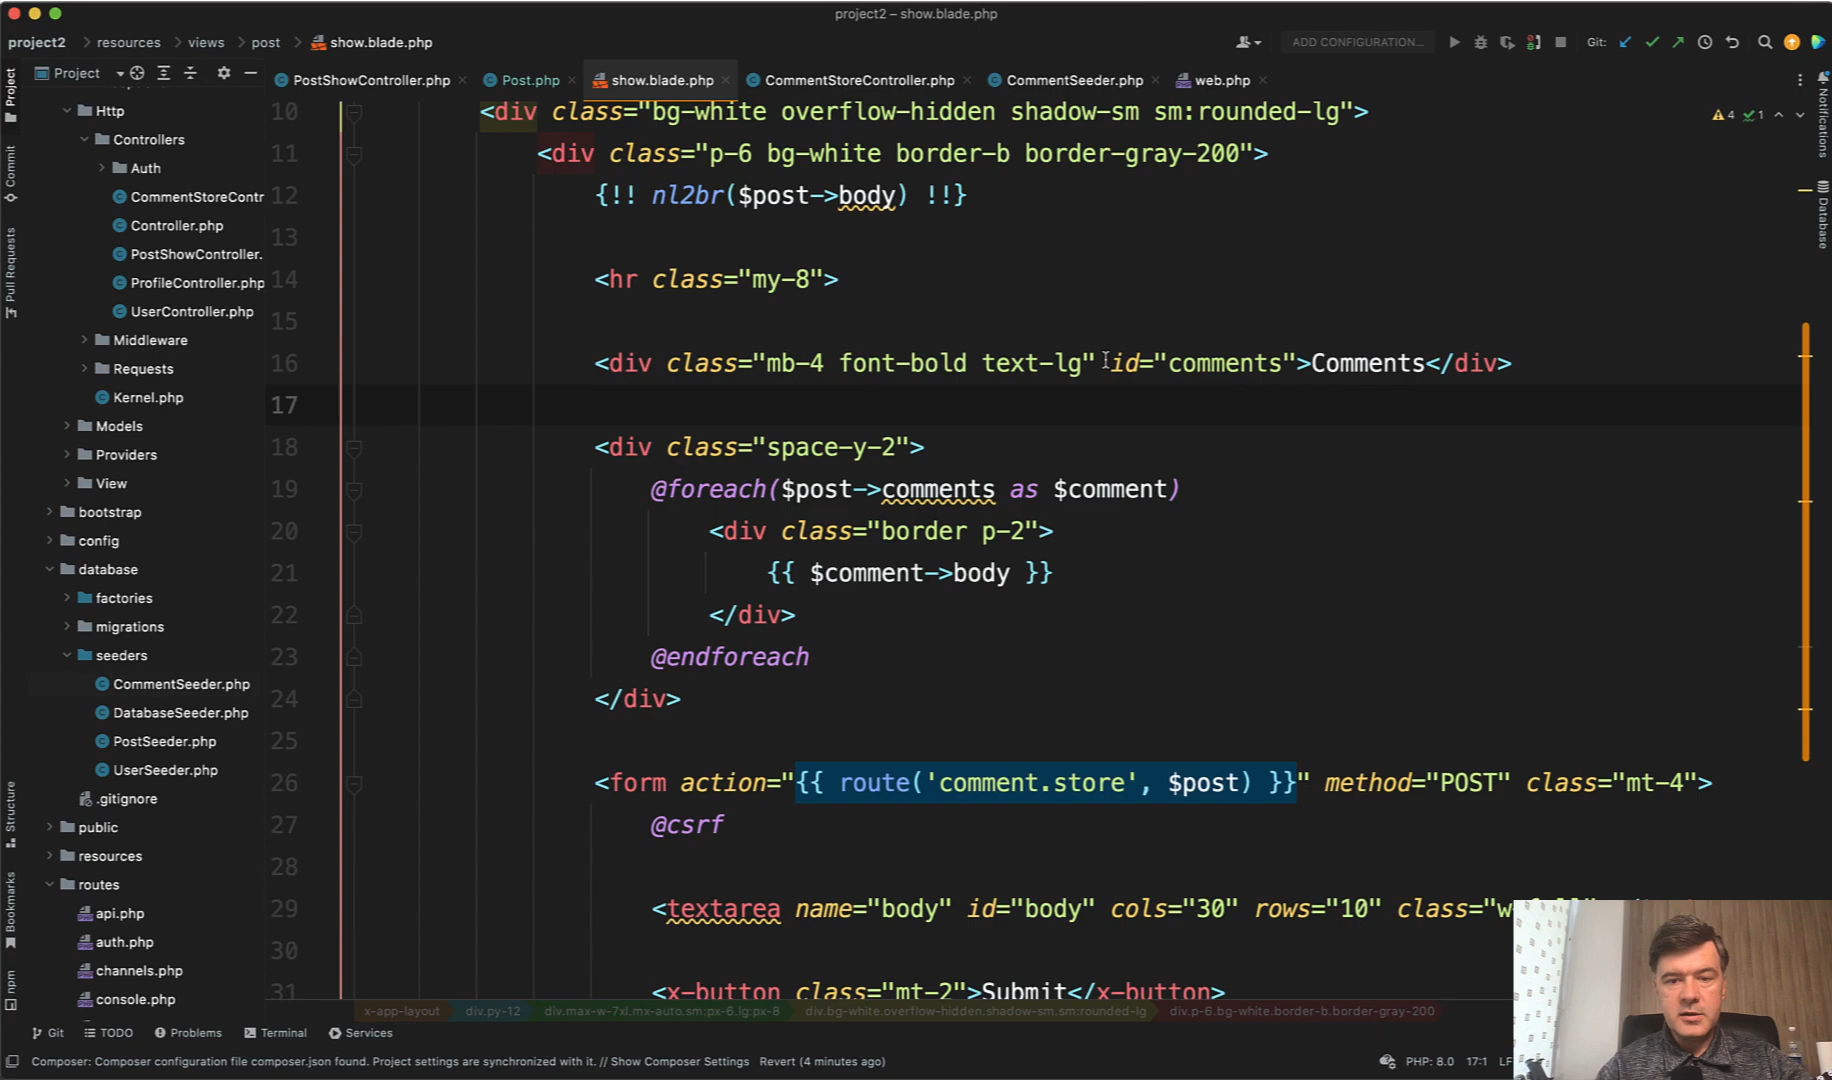 project2 – show.blade.php
project2 > resources > views > post > show.blade.php
ADD CONFIGURATION...
Git:
Project
PostShowController.php
Post.php
show.blade.php
CommentStoreController.php
CommentSeeder.php
web.php
Project
Commit
Pull Requests
Structure
Bookmarks
npm
Http
Controllers
Auth
CommentStoreContr
Controller.php
PostShowController.
ProfileController.php
UserController.php
Middleware
Requests
Kernel.php
Models
Providers
View
bootstrap
config
database
factories
migrations
seeders
CommentSeeder.php
DatabaseSeeder.php
PostSeeder.php
UserSeeder.php
.gitignore
public
resources
routes
api.php
auth.php
channels.php
console.php
10 <div class="bg-white overflow-hidden shadow-sm sm:rounded-lg">
11 <div class="p-6 bg-white border-b border-gray-200">
12 {!! nl2br($post->body) !!}
13
14 <hr class="my-8">
15
16 <div class="mb-4 font-bold text-lg" id="comments">Comments</div>
17
18 <div class="space-y-2">
19 @foreach($post->comments as $comment)
20 <div class="border p-2">
21 {{ $comment->body }}
22 </div>
23 @endforeach
24 </div>
25
26 <form action="{{ route('comment.store', $post) }}" method="POST" class="mt-4">
27 @csrf
28
29 <textarea name="body" id="body" cols="30" rows="10" class="w
30
31 <x-button class="mt-2">Submit</x-button>
4 1
Notifications
Database
x-app-layout
div.py-12
div.max-w-7xl.mx-auto.sm:px-6.lg:px-8
div.bg-white.overflow-hidden.shadow-sm.sm:rounded-lg
div.p-6.bg-white.border-b.border-gray-200
Git
TODO
Problems
Terminal
Services
Composer: Composer configuration file composer.json found. Project settings are synchronized with it. // Show Composer Settings Revert (4 minutes ago)
PHP: 8.0 17:1 LF